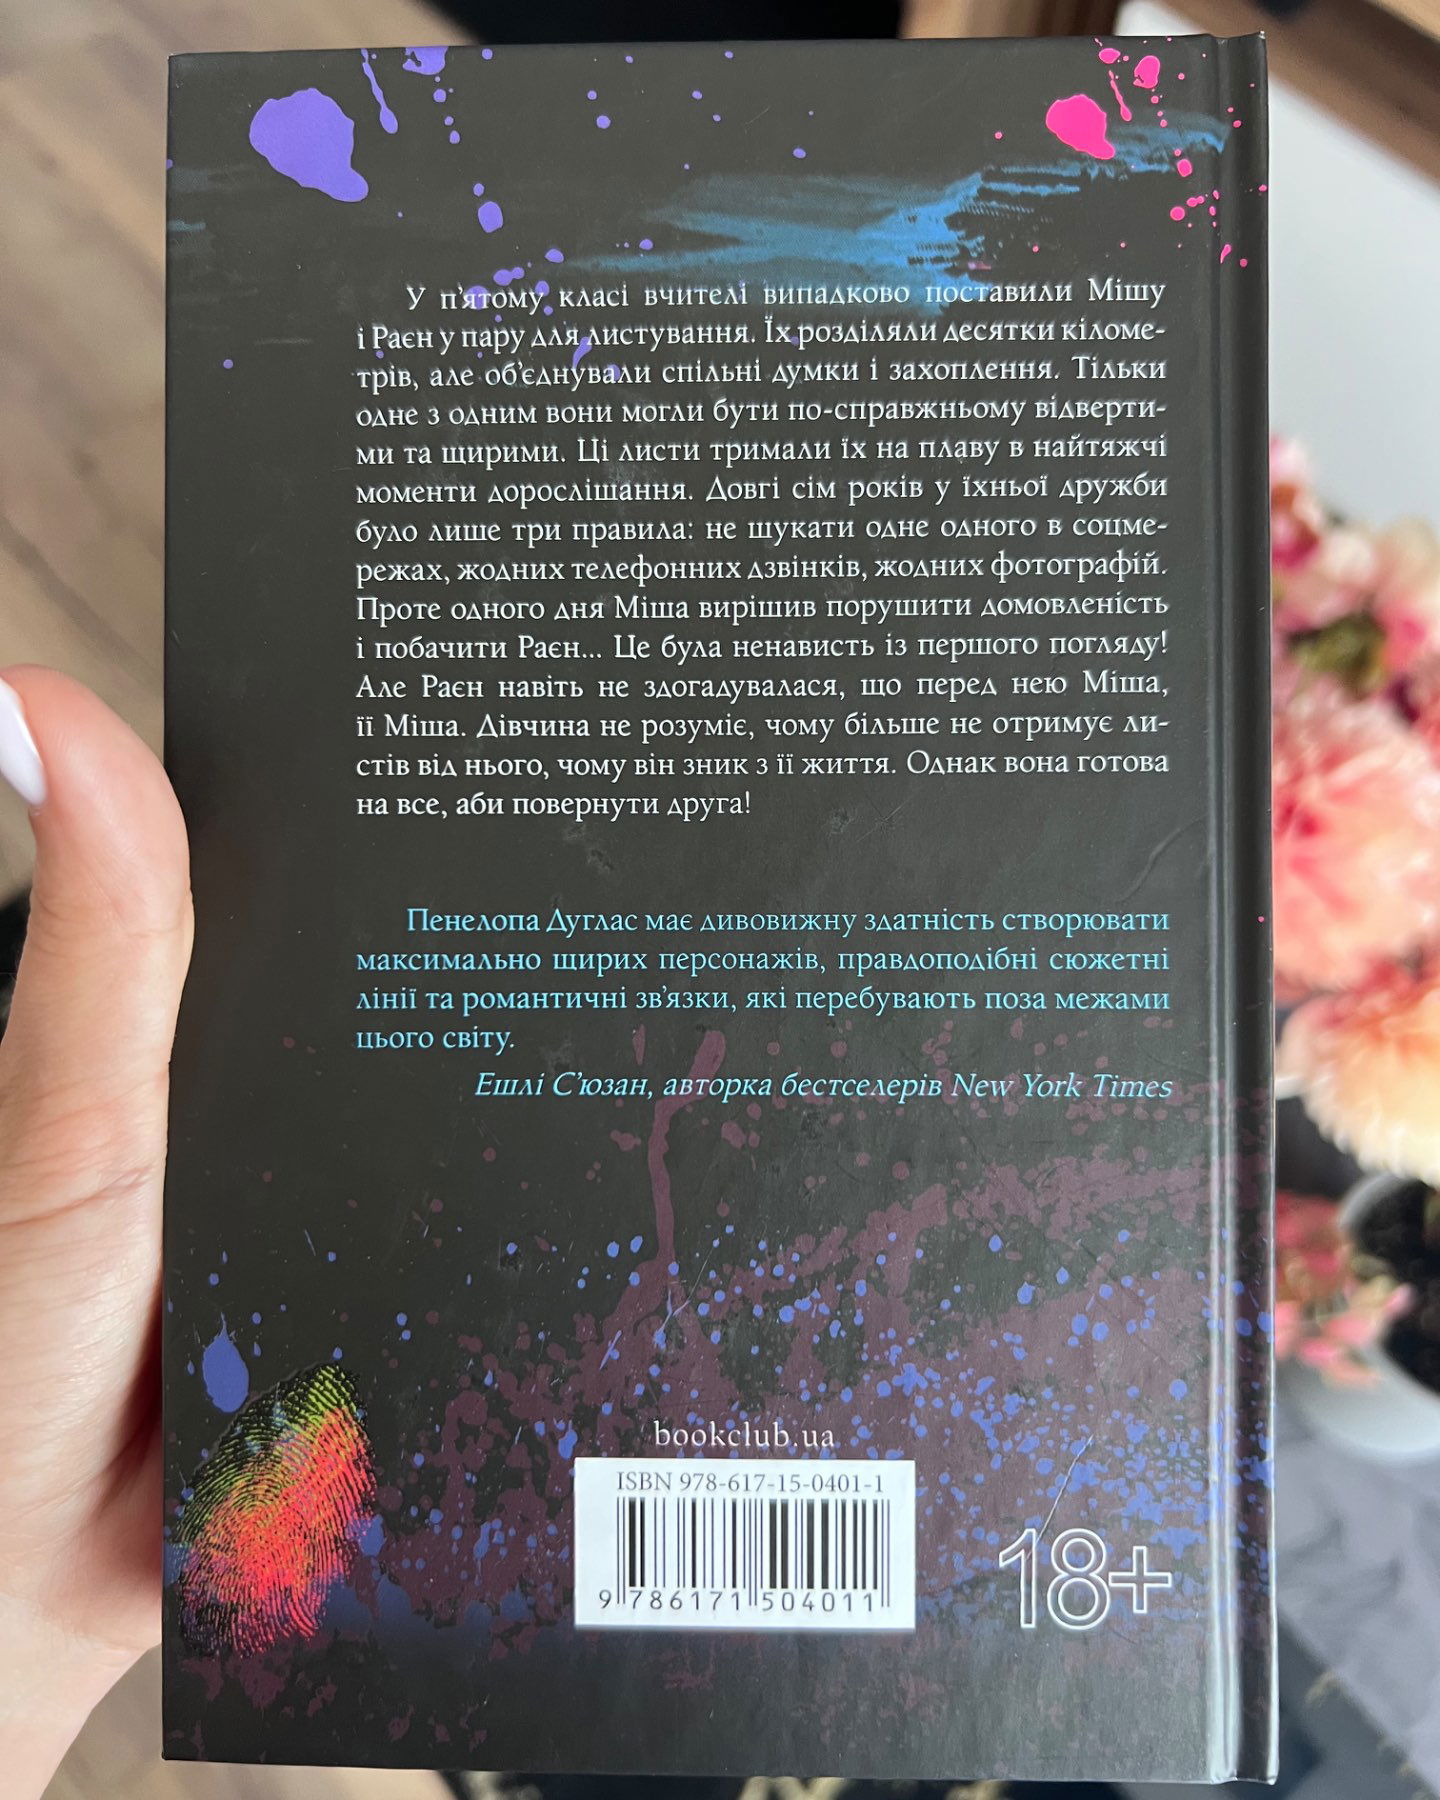 У п'ятому класі вчителі випадково поставили Мішу
і Раєн у пару для листування. Їх розділяли десятки кіломе-
трів, але об'єднували спільні думки і захоплення. Тільки
одне з одним вони могли бути по-справжньому відверти-
ми та щирими. Ці листи тримали їх на плаву в найтяжчі
моменти дорослішання. Довгі сім років у їхньої дружби
було лише три правила: не шукати одне одного в соцме-
режах, жодних телефонних дзвінків, жодних фотографій.
Проте одного дня Міша вирішив порушити домовленість
і побачити Раєн... Це була ненависть із першого погляду!
Але Раєн навіть не здогадувалася, що перед нею Міша,
її Міша. Дівчина не розуміє, чому більше не отримує ли-
стів від нього, чому він зник з її життя. Однак вона готова
на все, аби повернути друга!
Пенелопа Дуглас має дивовижну здатність створювати
максимально щирих персонажів, правдоподібні сюжетні
лінії та романтичні зв'язки, які перебувають поза межами
цього світу.
Ешлі С'юзан, авторка бестселерів New York Times
bookclub.ua
ISBN 978-617-15-0401-1
9 786171 504011
18+